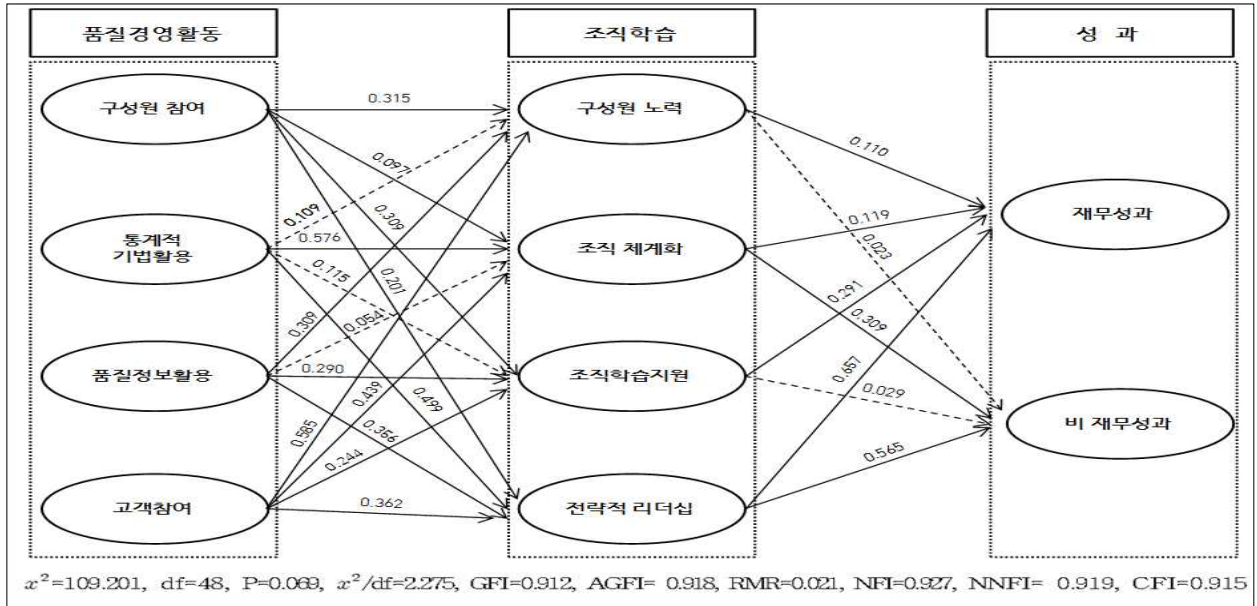 품질경영활동
조직학습
성 과
구성원 참여
통계적
기법활용
품질정보활용
고객참여
0.315
0.097
0.109
0.309
0.576
0.115
0.201
0.309
0.054
0.290
0.439
0.499
0.585
0.366
0.244
0.362
구성원 노력
조직 체계화
조직학습지원
전략적 리더십
0.110
0.119
0.023
0.291
0.309
0.657
0.029
0.565
재무성과
비 재무성과
x²=109.201, df=48, P=0.069, x²/df=2.275, GFI=0.912, AGFI= 0.918, RMR=0.021, NFI=0.927, NNFI= 0.919, CFI=0.915